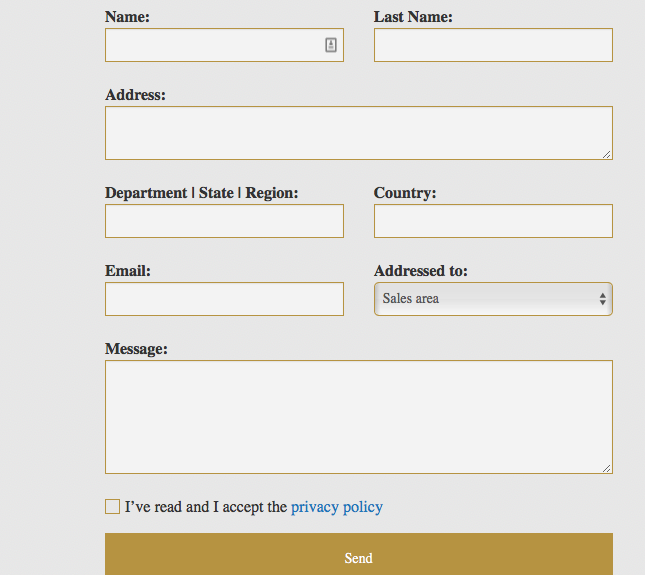 Name: Last Name:
Address:
Department | State | Region: Country:
Email: Addressed to:
Sales area
Message:
I've read and I accept the privacy policy
Send